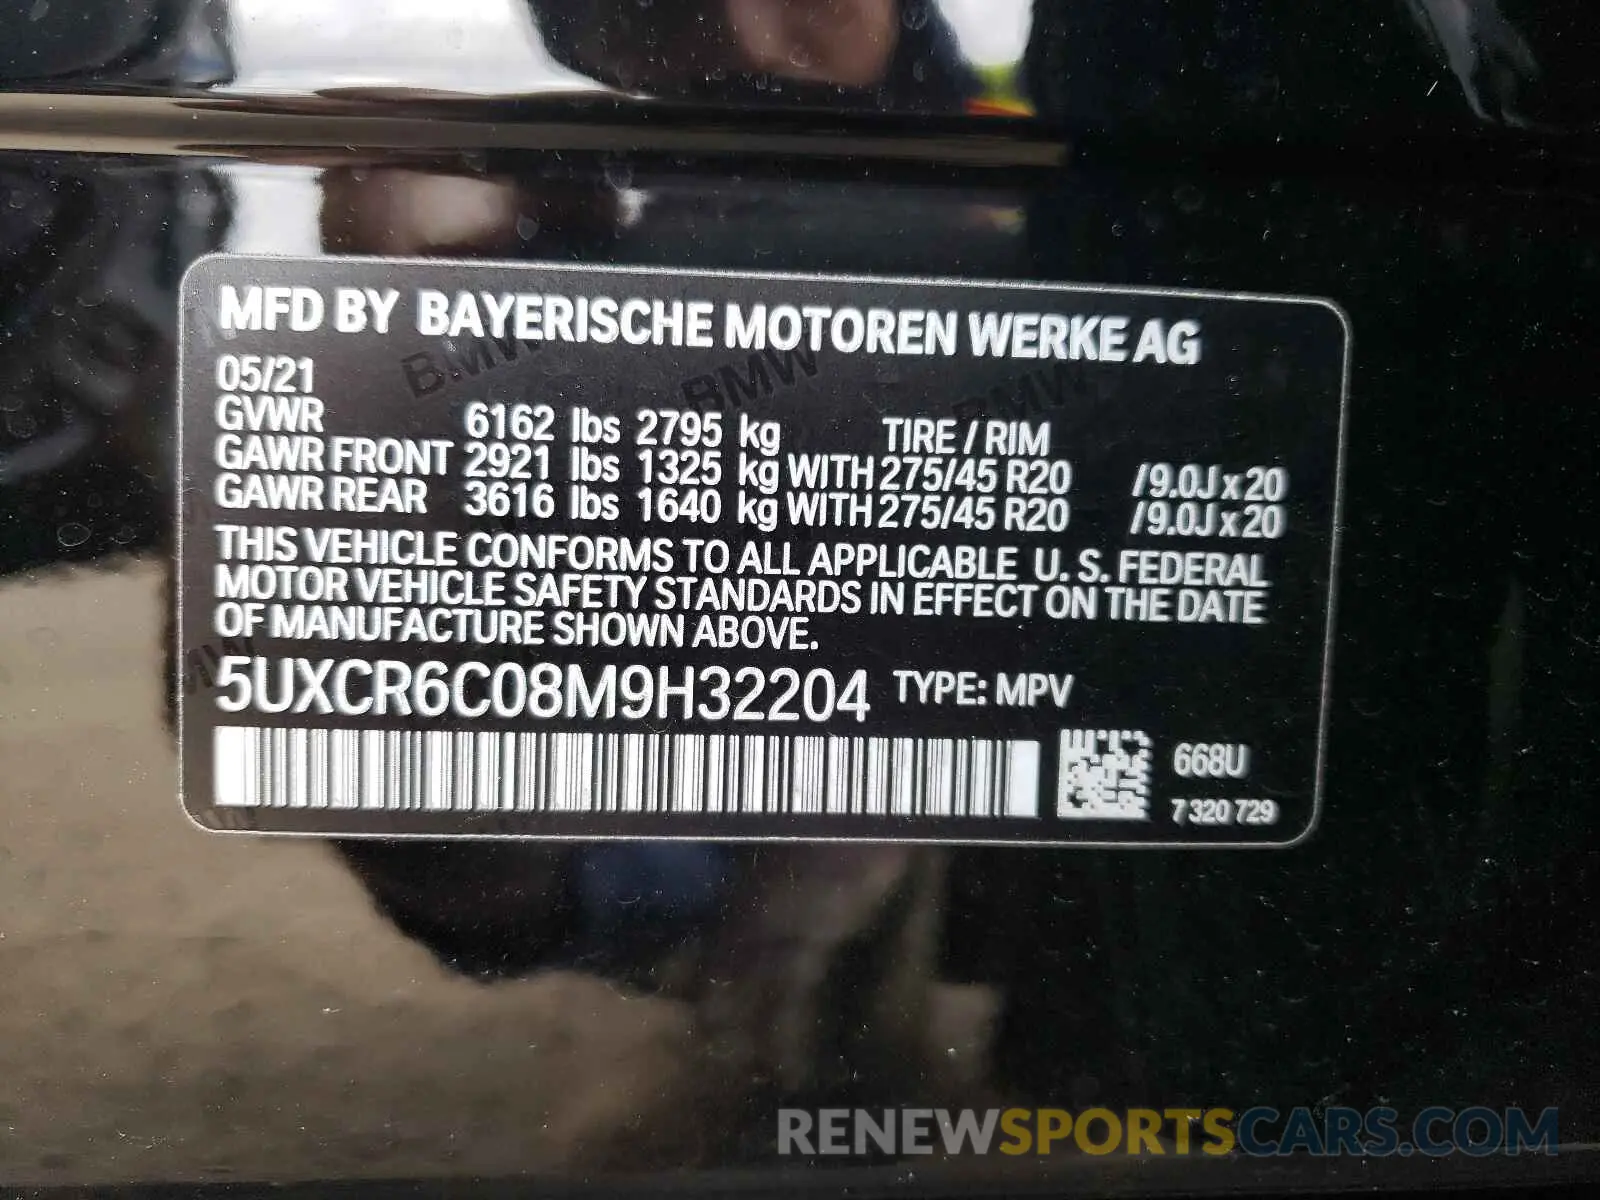 MFD BY BAYERISCHE MOTOREN WERKE AG
05/21
GVWR 6162 lbs 2795 kg TIRE / RIM
GAWR FRONT 2921 lbs 1325 kg WITH 275/45 R20 /9.0J x 20
GAWR REAR 3616 lbs 1640 kg WITH 275/45 R20 /9.0J x 20
THIS VEHICLE CONFORMS TO ALL APPLICABLE U. S. FEDERAL
MOTOR VEHICLE SAFETY STANDARDS IN EFFECT ON THE DATE
OF MANUFACTURE SHOWN ABOVE.
5UXCR6C08M9H32204 TYPE: MPV
668U
7 320 729
BMW BMW BMW
RENEWSPORTSCARS.COM